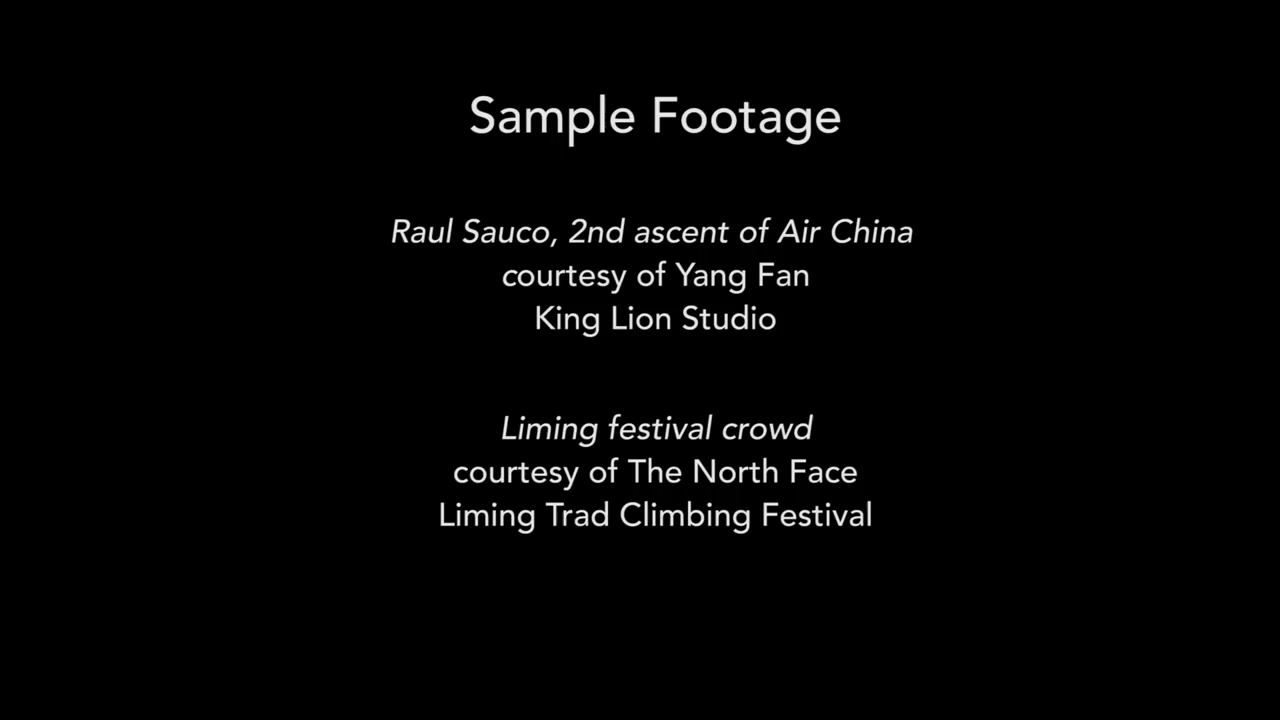 Sample Footage
Raul Sauco, 2nd ascent of Air China
courtesy of Yang Fan
King Lion Studio
Liming festival crowd
courtesy of The North Face
Liming Trad Climbing Festival